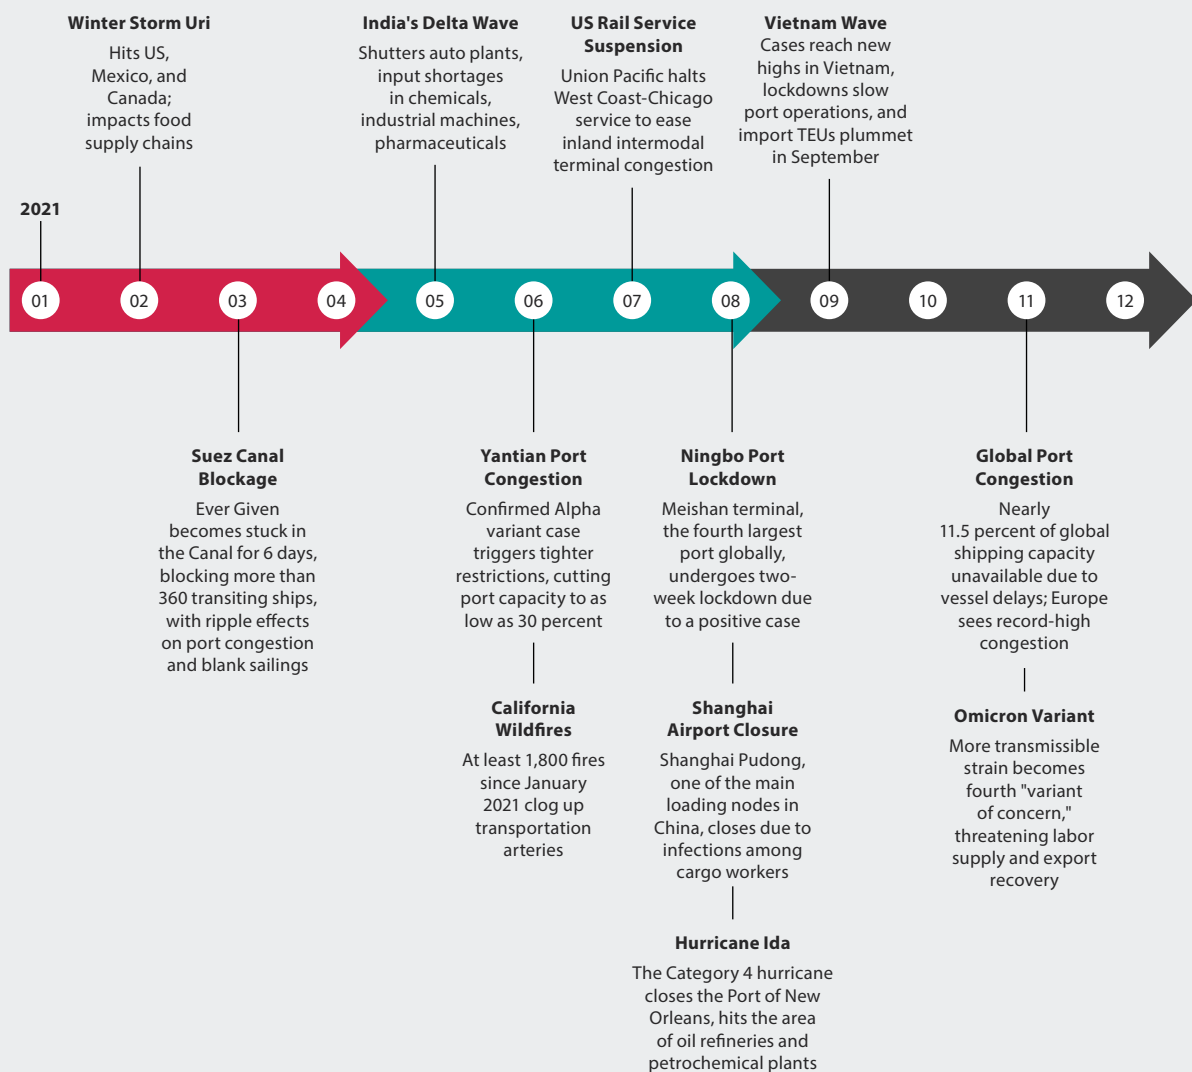 Winter Storm Uri
Hits US,
Mexico, and
Canada;
impacts food
supply chains
India's Delta Wave
Shutters auto plants,
input shortages
in chemicals,
industrial machines,
pharmaceuticals
US Rail Service
Suspension
Union Pacific halts
West Coast-Chicago
service to ease
inland intermodal
terminal congestion
Vietnam Wave
Cases reach new
highs in Vietnam,
lockdowns slow
port operations, and
import TEUs plummet
in September
2021
01
02
03
04
05
06
07
08
09
10
11
12
Suez Canal
Blockage
Ever Given
becomes stuck in
the Canal for 6 days,
blocking more than
360 transiting ships,
with ripple effects
on port congestion
and blank sailings
Yantian Port
Congestion
Confirmed Alpha
variant case
triggers tighter
restrictions, cutting
port capacity to as
low as 30 percent
California
Wildfires
At least 1,800 fires
since January
2021 clog up
transportation
arteries
Ningbo Port
Lockdown
Meishan terminal,
the fourth largest
port globally,
undergoes two-
week lockdown due
to a positive case
Shanghai
Airport Closure
Shanghai Pudong,
one of the main
loading nodes in
China, closes due to
infections among
cargo workers
Hurricane Ida
The Category 4 hurricane
closes the Port of New
Orleans, hits the area
of oil refineries and
petrochemical plants
Global Port
Congestion
Nearly
11.5 percent of global
shipping capacity
unavailable due to
vessel delays; Europe
sees record-high
congestion
Omicron Variant
More transmissible
strain becomes
fourth "variant
of concern,"
threatening labor
supply and export
recovery